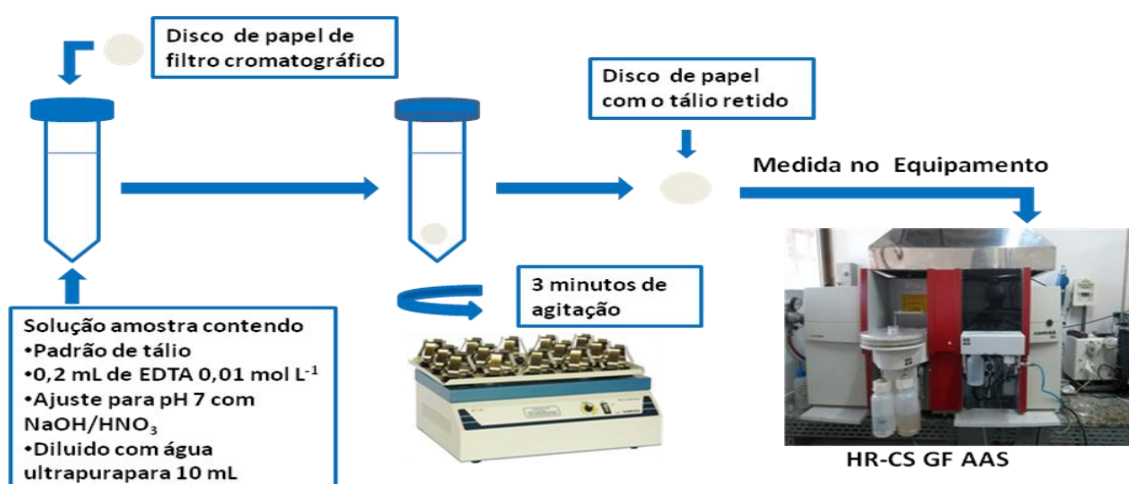 Disco de papel de
filtro cromatográfico
Disco de papel
com o tálio retido
Medida no Equipamento
3 minutos de
agitação
Solução amostra contendo
•Padrão de tálio
•0,2 mL de EDTA 0,01 mol L-1
•Ajuste para pH 7 com
NaOH/HNO3
•Diluido com água
ultrapurapara 10 mL
HR-CS GF AAS